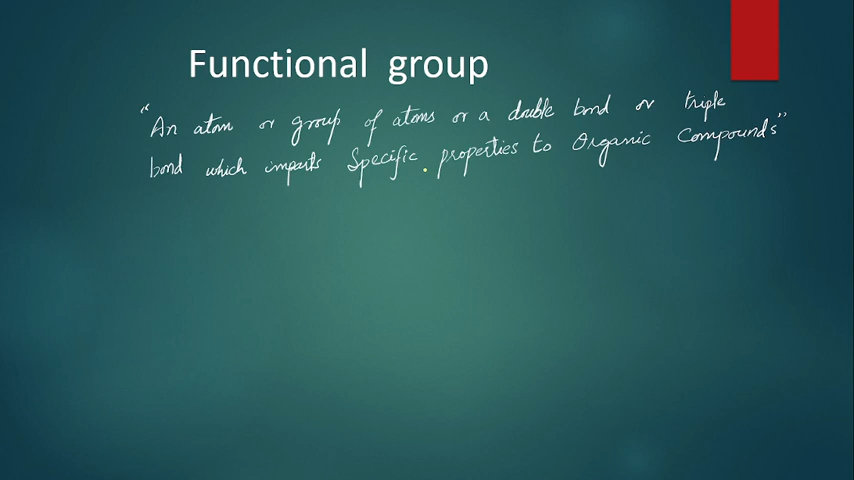 Functional group
"An atom or group of atoms or a double bond or triple
bond which imparts Specific properties to Organic Compounds"